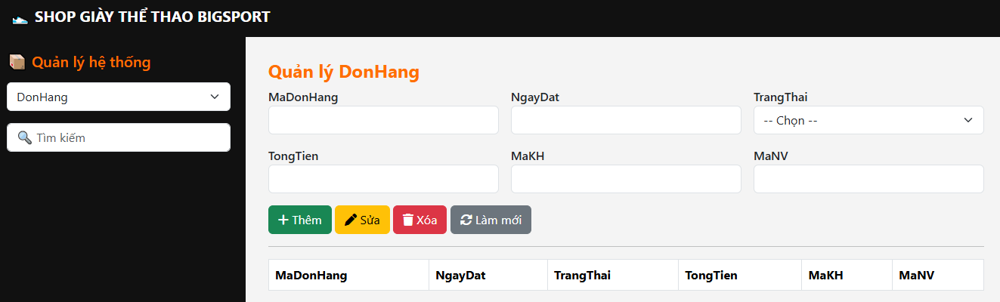 SHOP GIÀY THỂ THAO BIGSPORT
Quản lý hệ thống
DonHang
Tìm kiếm
Quản lý DonHang
MaDonHang NgayDat TrangThai
-- Chọn --
TongTien MaKH MaNV
Thêm Sửa Xóa Làm mới
MaDonHang NgayDat TrangThai TongTien MaKH MaNV